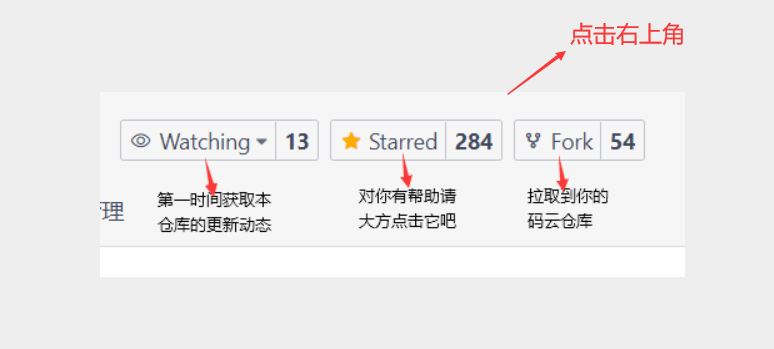 点击右上角
Watching 13 Starred 284 Fork 54
第一时间获取本
仓库的更新动态
对你有帮助请
大方点击它吧
拉取到你的
码云仓库
理